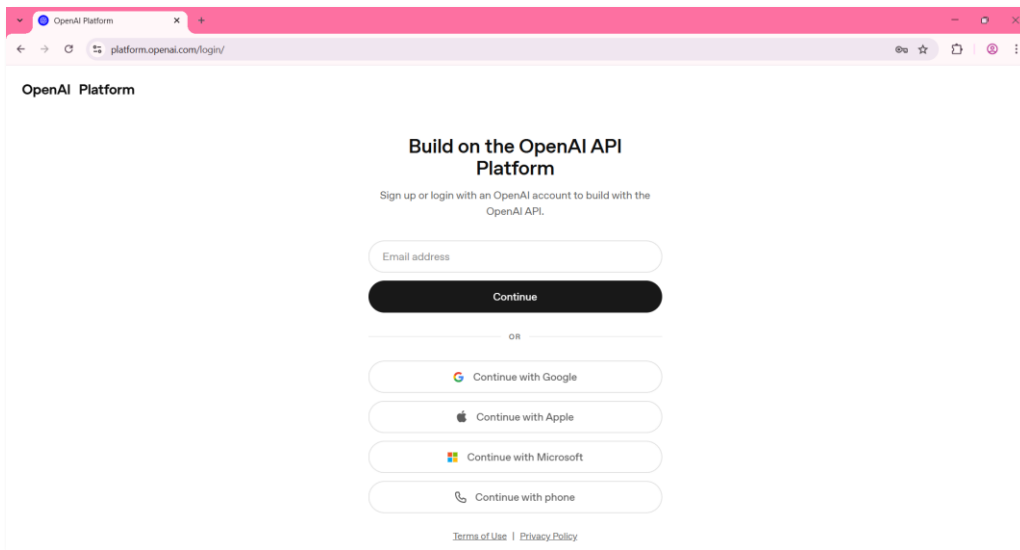 OpenAI Platform
platform.openai.com/login/
OpenAI Platform
Build on the OpenAI API
Platform
Sign up or login with an OpenAI account to build with the
OpenAI API.
Email address
Continue
OR
Continue with Google
Continue with Apple
Continue with Microsoft
Continue with phone
Terms of Use | Privacy Policy